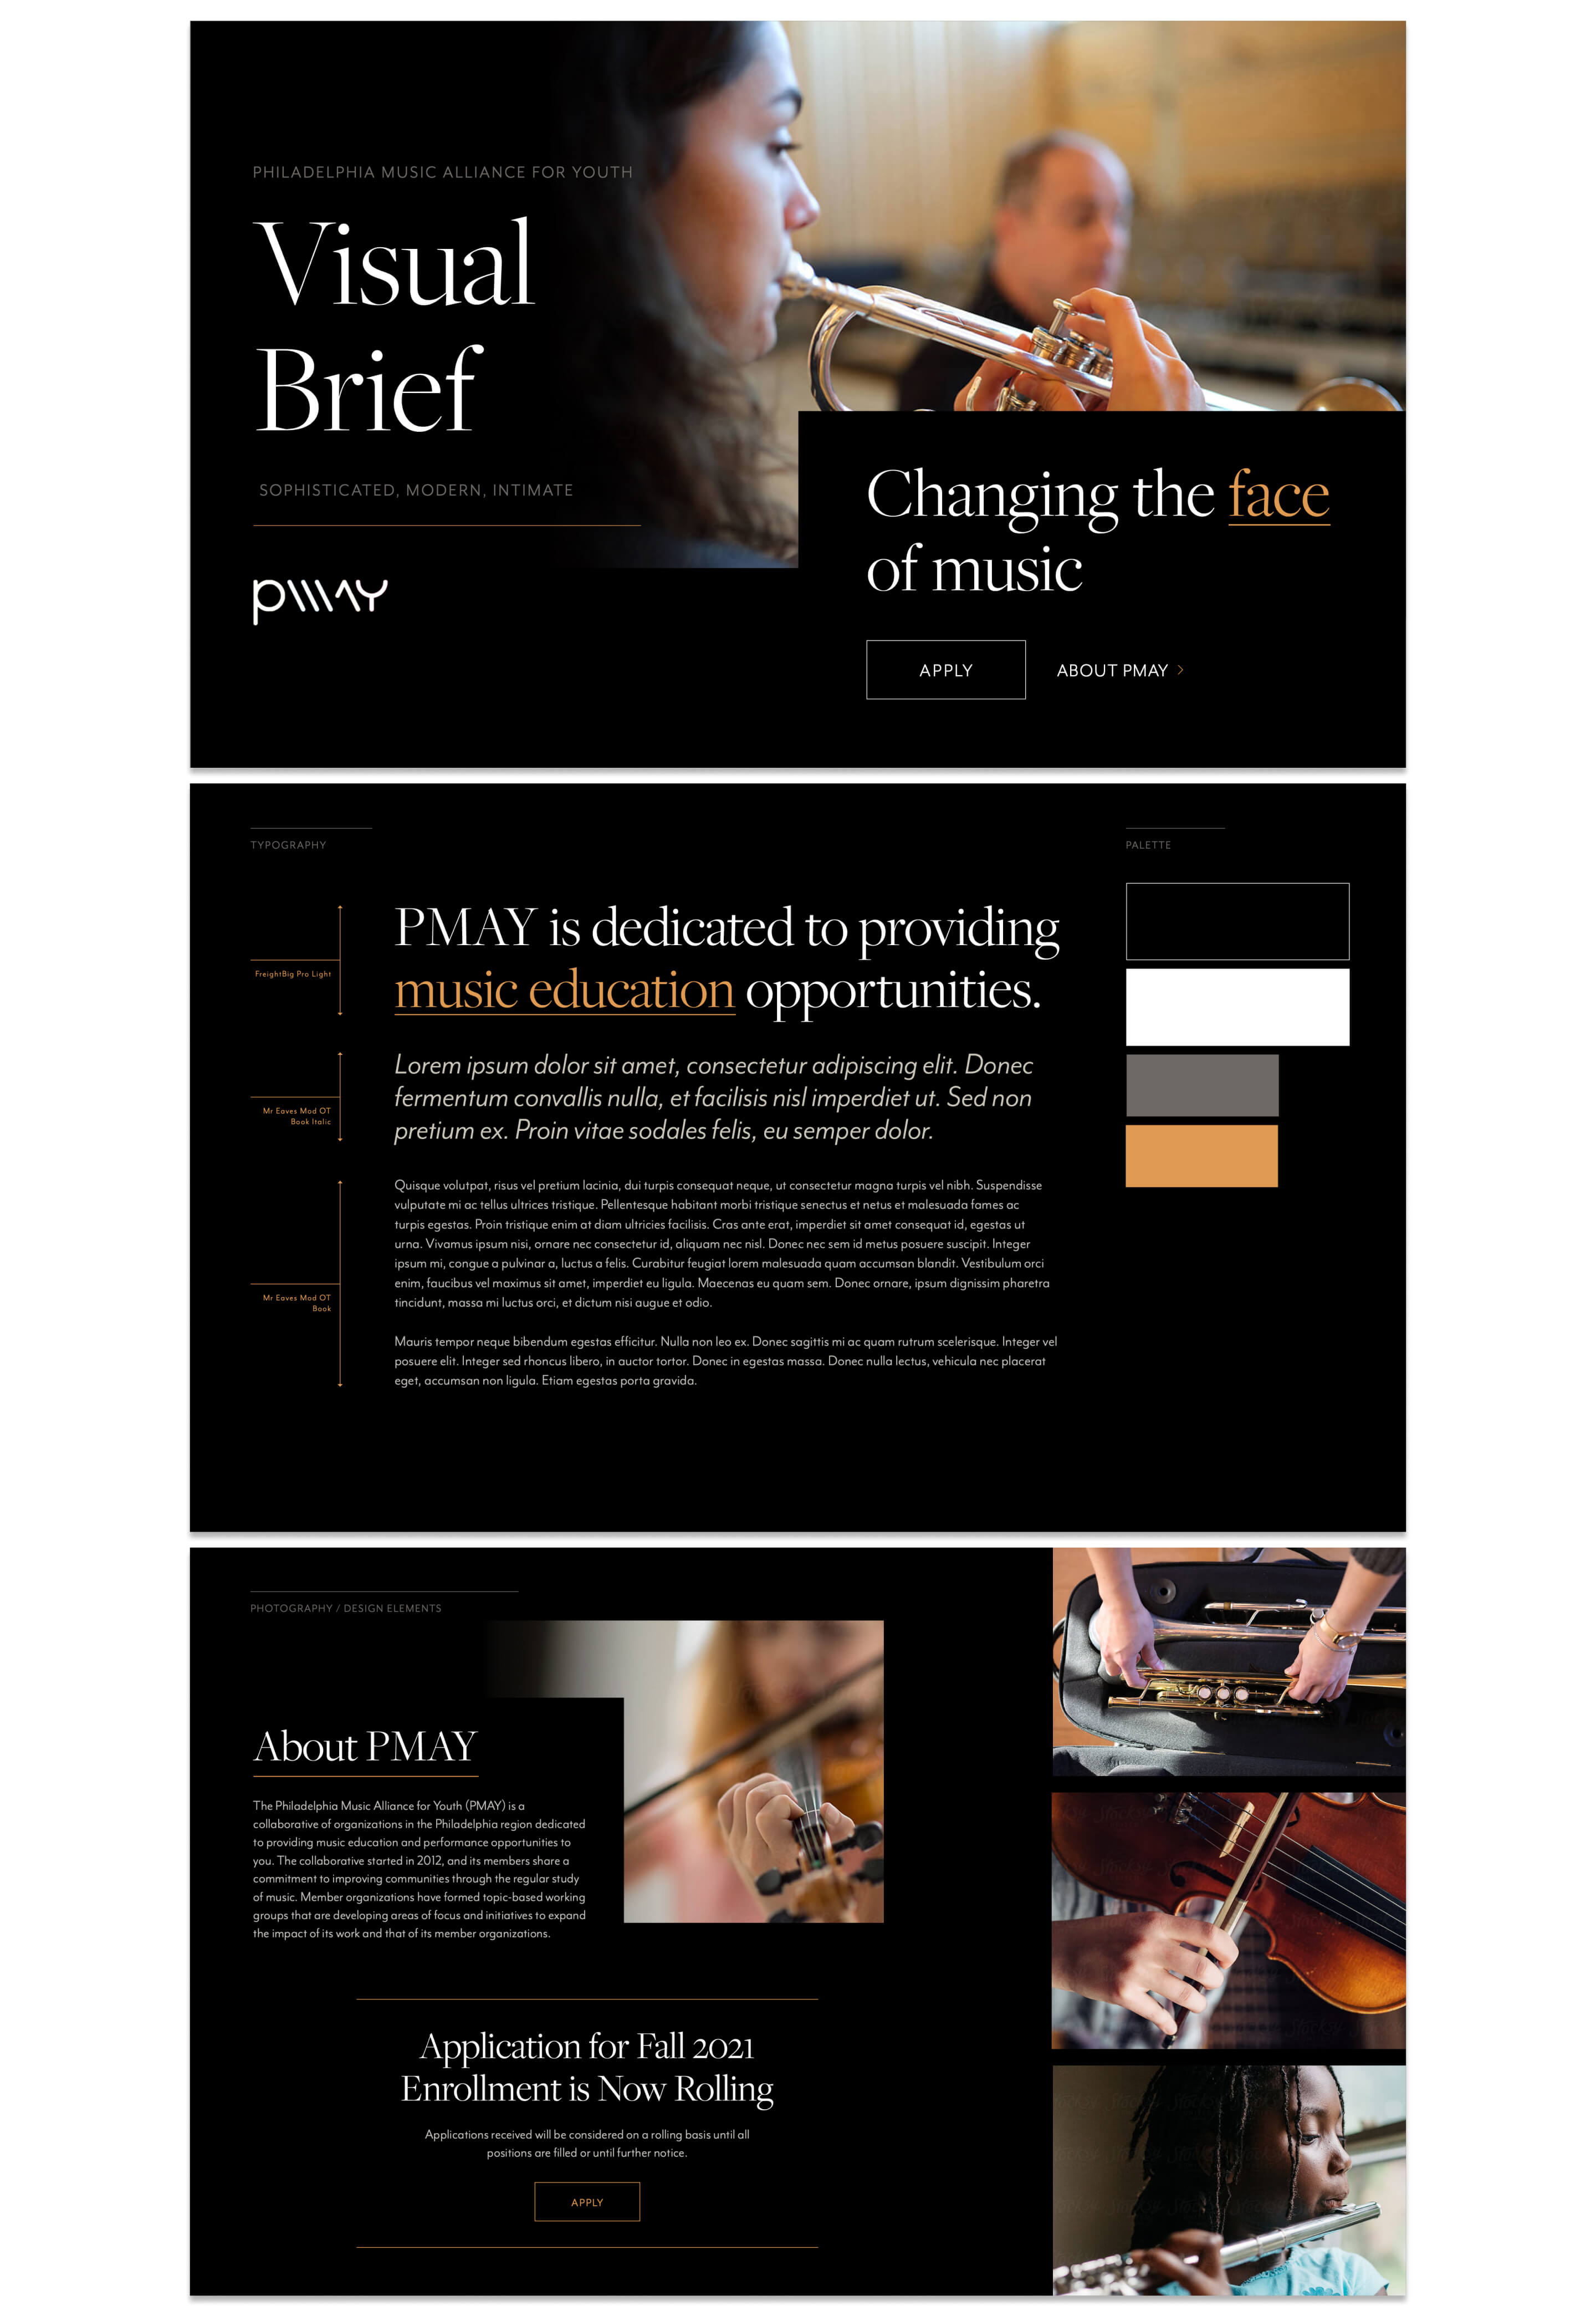 PHILADELPHIA MUSIC ALLIANCE FOR YOUTH
Visual
Brief
SOPHISTICATED, MODERN, INTIMATE
pmay
Changing the face
of music
APPLY
ABOUT PMAY >
TYPOGRAPHY
FreightBig Pro Light
Mr Eaves Mod OT
Book Italic
Mr Eaves Mod OT
Book
PMAY is dedicated to providing
music education opportunities.
Lorem ipsum dolor sit amet, consectetur adipiscing elit. Donec
fermentum convallis nulla, et facilisis nisl imperdiet ut. Sed non
pretium ex. Proin vitae sodales felis, eu semper dolor.
Quisque volutpat, risus vel pretium lacinia, dui turpis consequat neque, ut consectetur magna turpis vel nibh. Suspendisse
vulputate mi ac tellus ultrices tristique. Pellentesque habitant morbi tristique senectus et netus et malesuada fames ac
turpis egestas. Proin tristique enim at diam ultricies facilisis. Cras ante erat, imperdiet sit amet consequat id, egestas ut
urna. Vivamus ipsum nisi, ornare nec consectetur id, aliquam nec nisl. Donec nec sem id metus posuere suscipit. Integer
ipsum mi, congue a pulvinar a, luctus a felis. Curabitur feugiat lorem malesuada quam accumsan blandit. Vestibulum orci
enim, faucibus vel maximus sit amet, imperdiet eu ligula. Maecenas eu quam sem. Donec ornare, ipsum dignissim pharetra
tincidunt, massa mi luctus orci, et dictum nisi augue et odio.
Mauris tempor neque bibendum egestas efficitur. Nulla non leo ex. Donec sagittis mi ac quam rutrum scelerisque. Integer vel
posuere elit. Integer sed rhoncus libero, in auctor tortor. Donec in egestas massa. Donec nulla lectus, vehicula nec placerat
eget, accumsan non ligula. Etiam egestas porta gravida.
PALETTE
PHOTOGRAPHY / DESIGN ELEMENTS
About PMAY
The Philadelphia Music Alliance for Youth (PMAY) is a
collaborative of organizations in the Philadelphia region dedicated
to providing music education and performance opportunities to
you. The collaborative started in 2012, and its members share a
commitment to improving communities through the regular study
of music. Member organizations have formed topic-based working
groups that are developing areas of focus and initiatives to expand
the impact of its work and that of its member organizations.
Application for Fall 2021
Enrollment is Now Rolling
Applications received will be considered on a rolling basis until all
positions are filled or until further notice.
APPLY